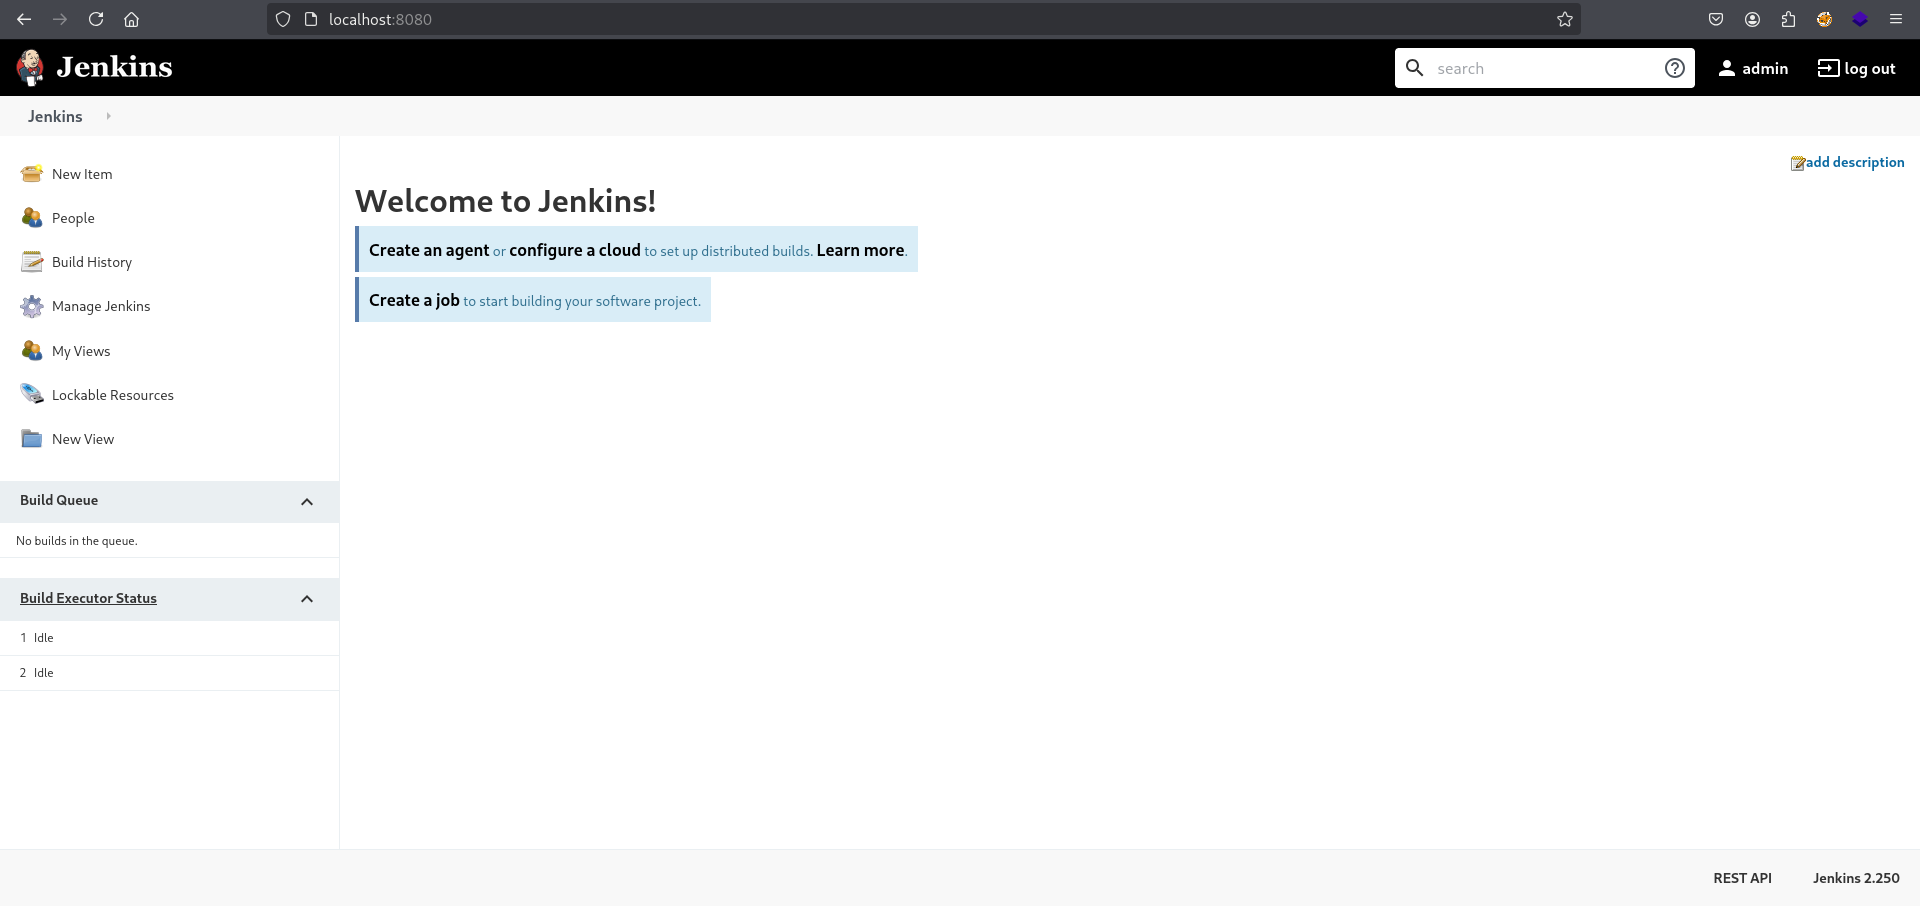 localhost:8080
Jenkins
search
admin
log out
Jenkins
New Item
People
Build History
Manage Jenkins
My Views
Lockable Resources
New View
Build Queue
No builds in the queue.
Build Executor Status
1 Idle
2 Idle
add description
Welcome to Jenkins!
Create an agent or configure a cloud to set up distributed builds. Learn more.
Create a job to start building your software project.
REST API
Jenkins 2.250